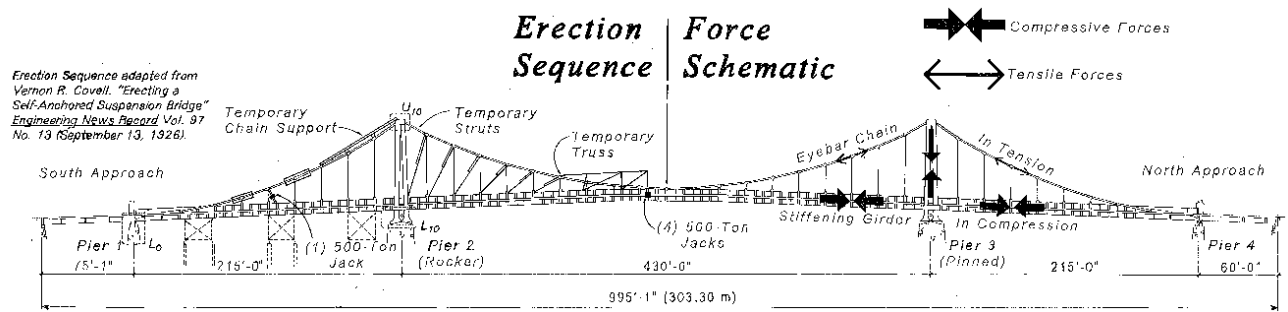 Erection
Sequence
Force
Schematic
Compressive Forces
Tensile Forces
Erection Sequence adapted from
Vernon R. Covell. "Erecting a
Self-Anchored Suspension Bridge"
Engineering News Record Vol. 97
No. 13 (September 13, 1926).
Temporary
Chain Support
U10
Temporary
Struts
Temporary
Truss
Eyebar Chain
In Tension
South Approach
North Approach
Stiffening Girder
In Compression
Pier 1
L0
(1) 500-Ton
Jack
L10
Pier 2
(Rocker)
(4) 500-Ton
Jacks
Pier 3
(Pinned)
Pier 4
(5'-1"
215'-0"
430'-0"
215'-0"
60'-0"
995'-1" (303.30 m)